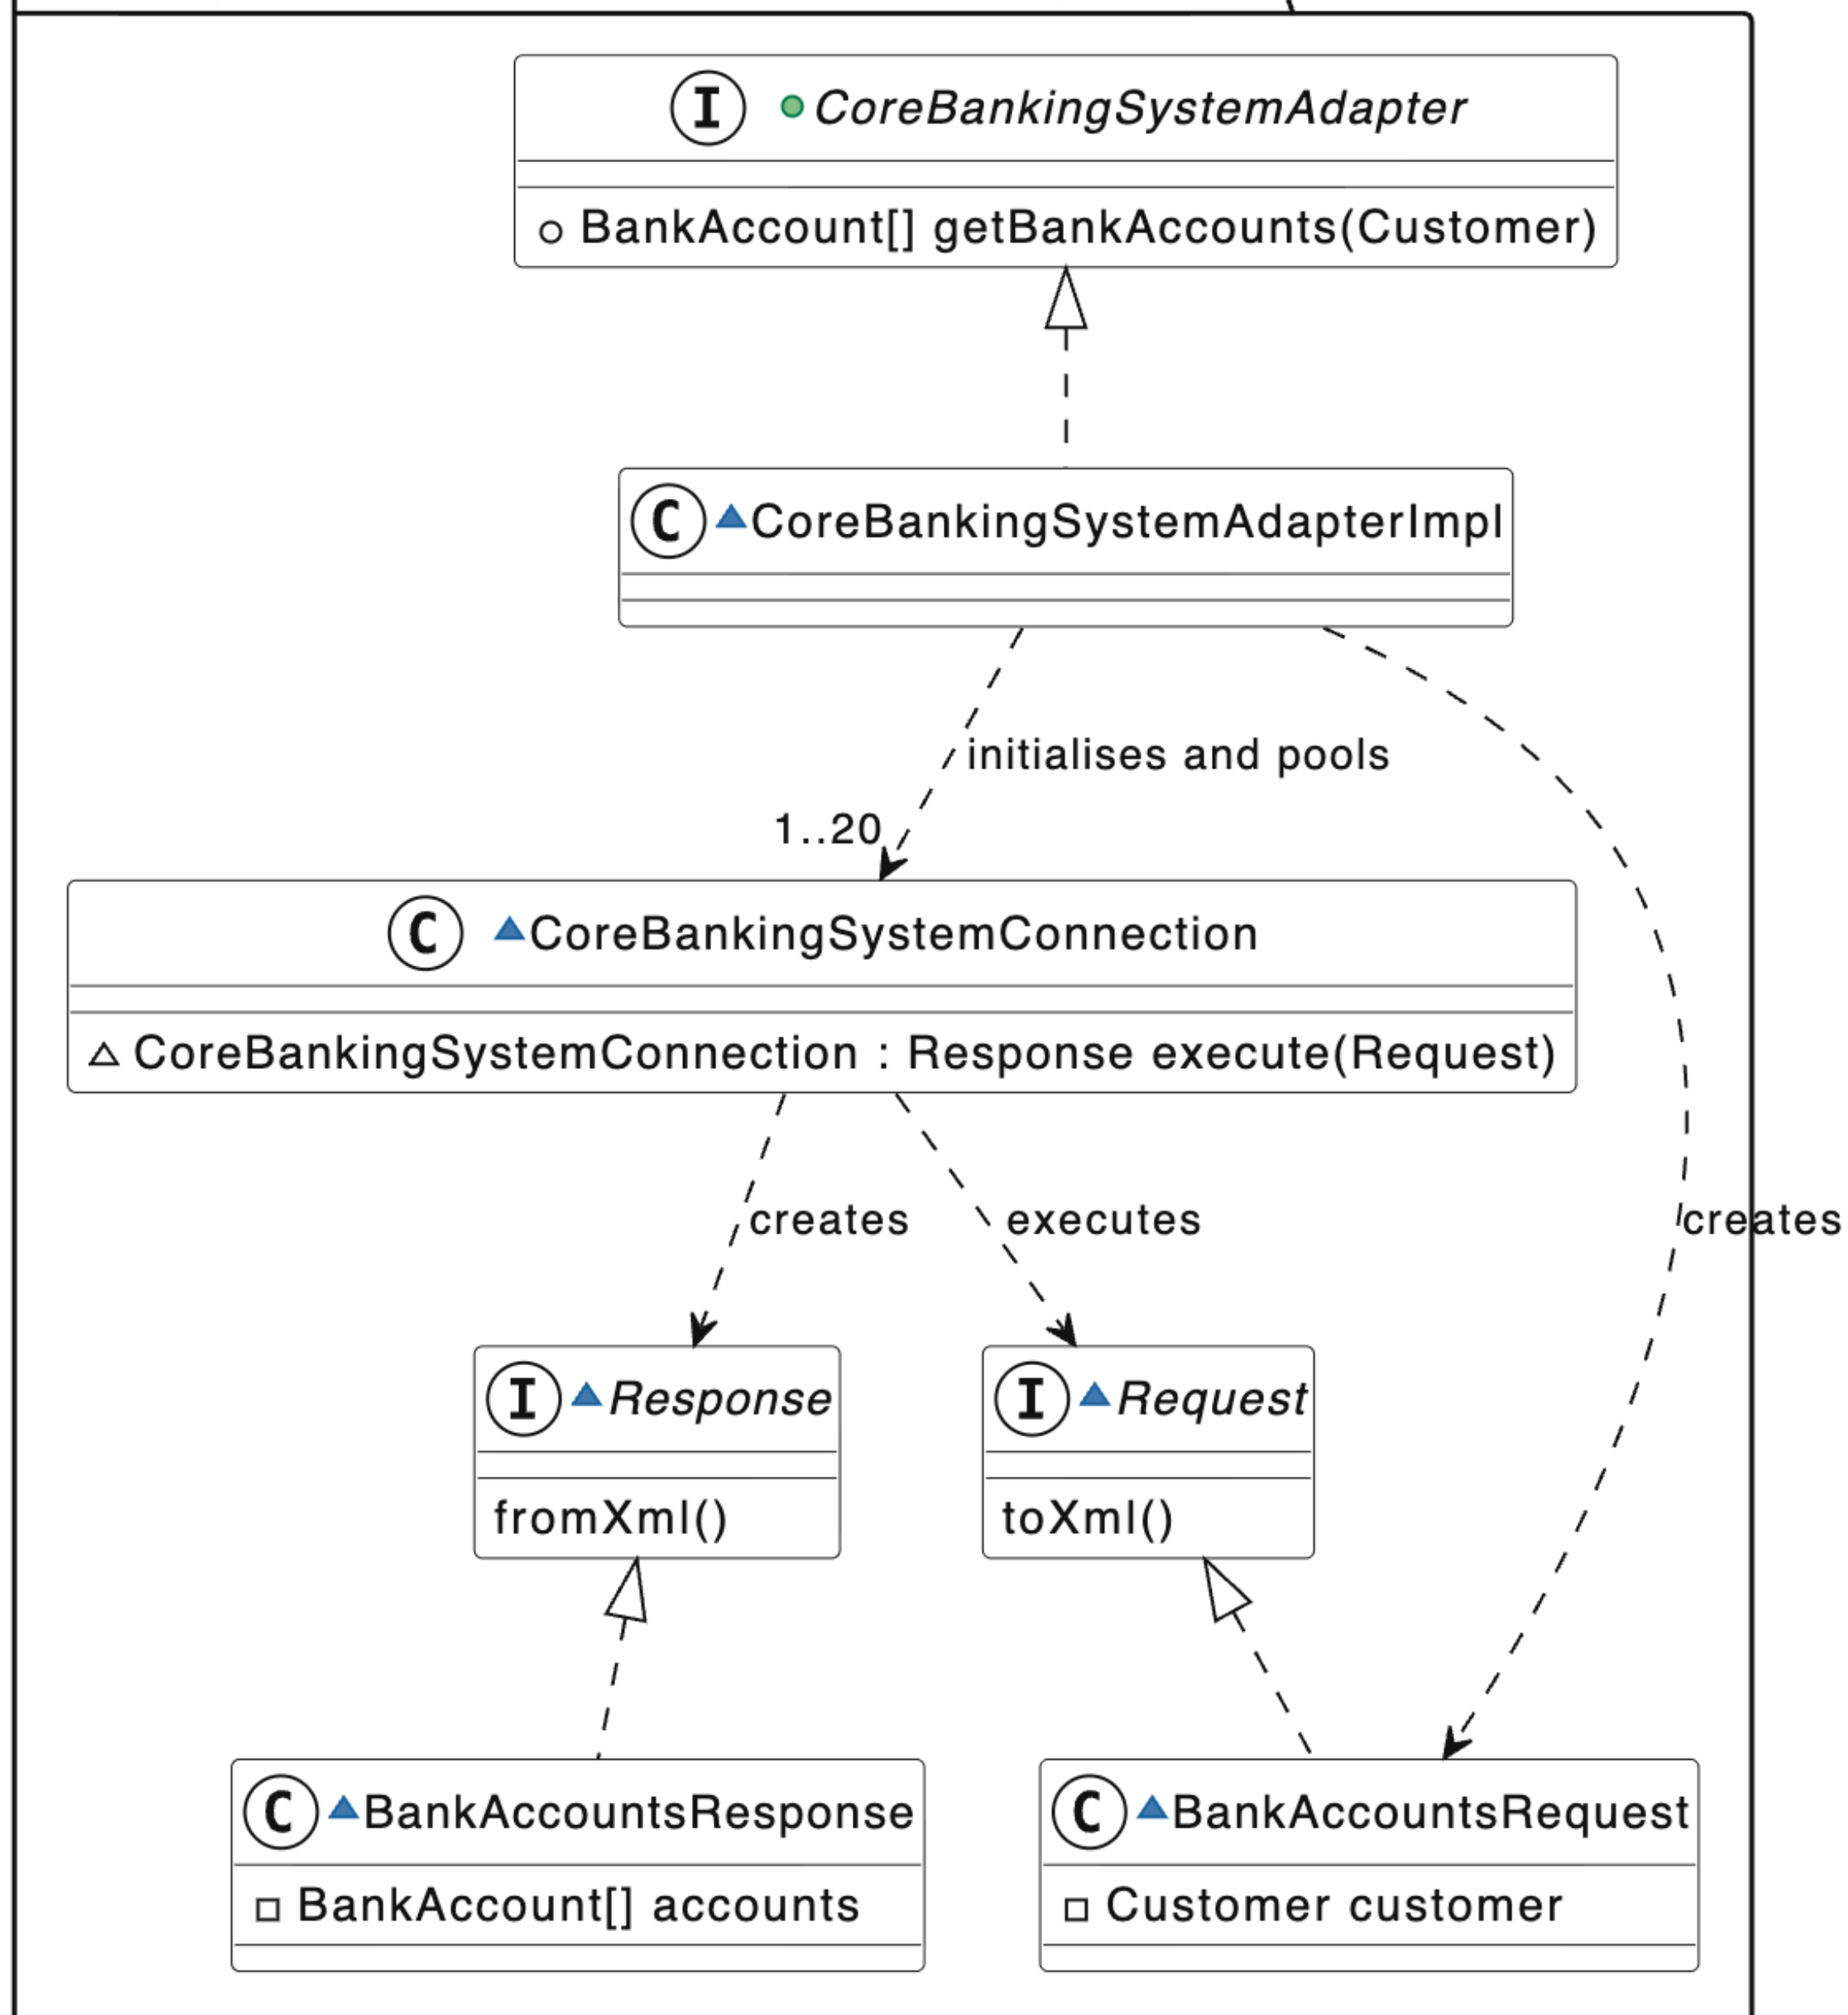 I CoreBankingSystemAdapter
BankAccount[] getBankAccounts(Customer)
C CoreBankingSystemAdapterImpl
initialises and pools
1..20
C CoreBankingSystemConnection
CoreBankingSystemConnection : Response execute(Request)
creates
executes
creates
I Response
fromXml()
I Request
toXml()
C BankAccountsResponse
BankAccount[] accounts
C BankAccountsRequest
Customer customer